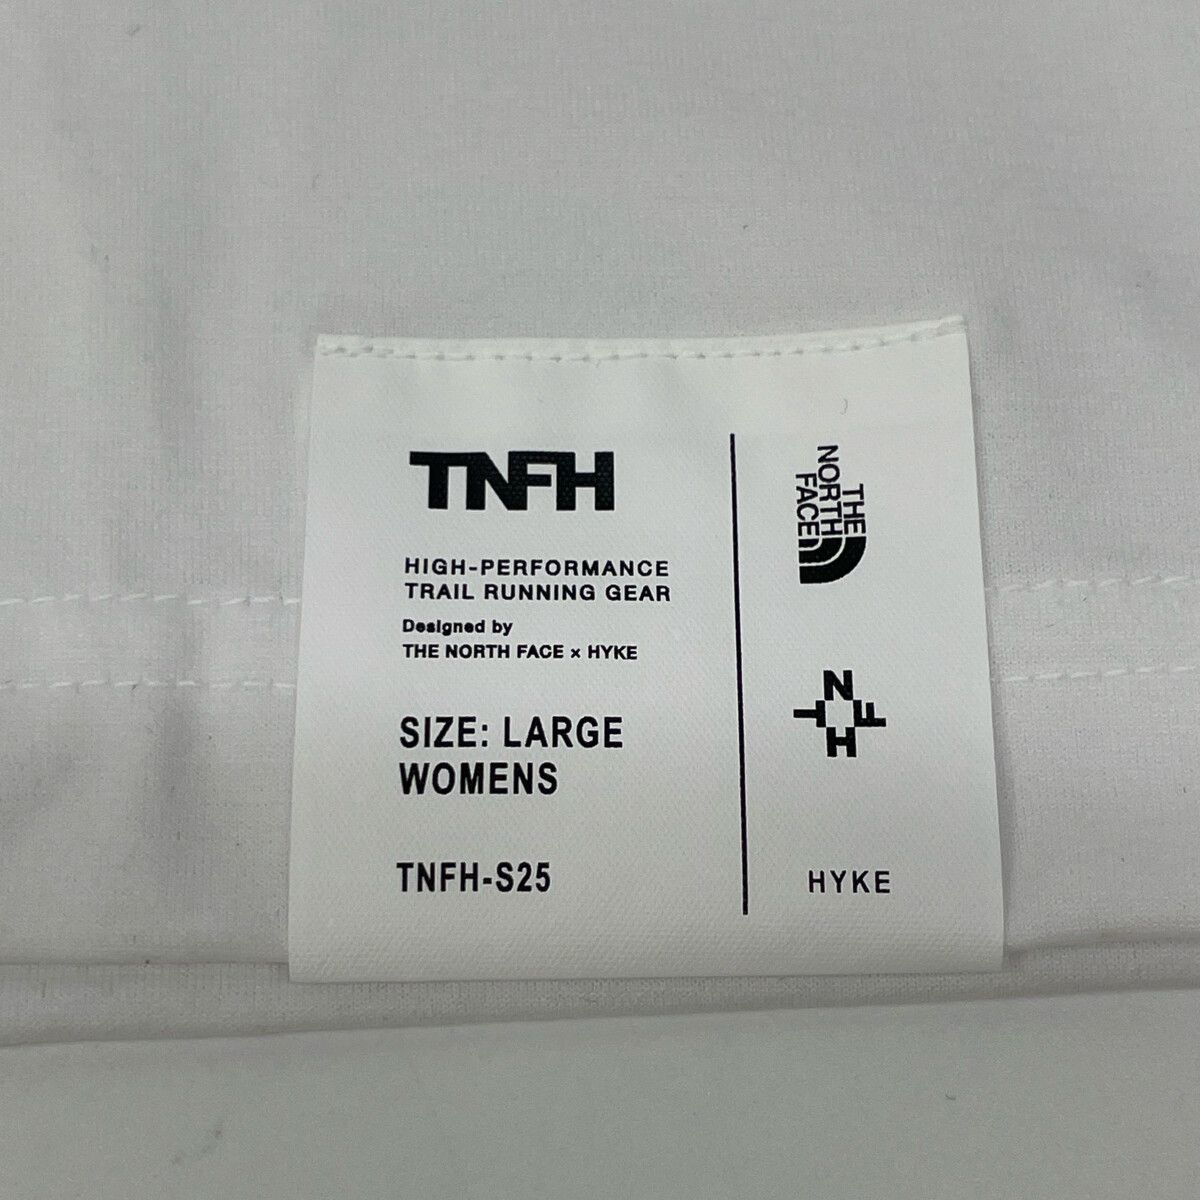 TNFH
HIGH-PERFORMANCE
TRAIL RUNNING GEAR
Designed by
THE NORTH FACE × HYKE
SIZE: LARGE
WOMENS
TNFH-S25
THE
NORTH
FACE
N
T F
H
HYKE